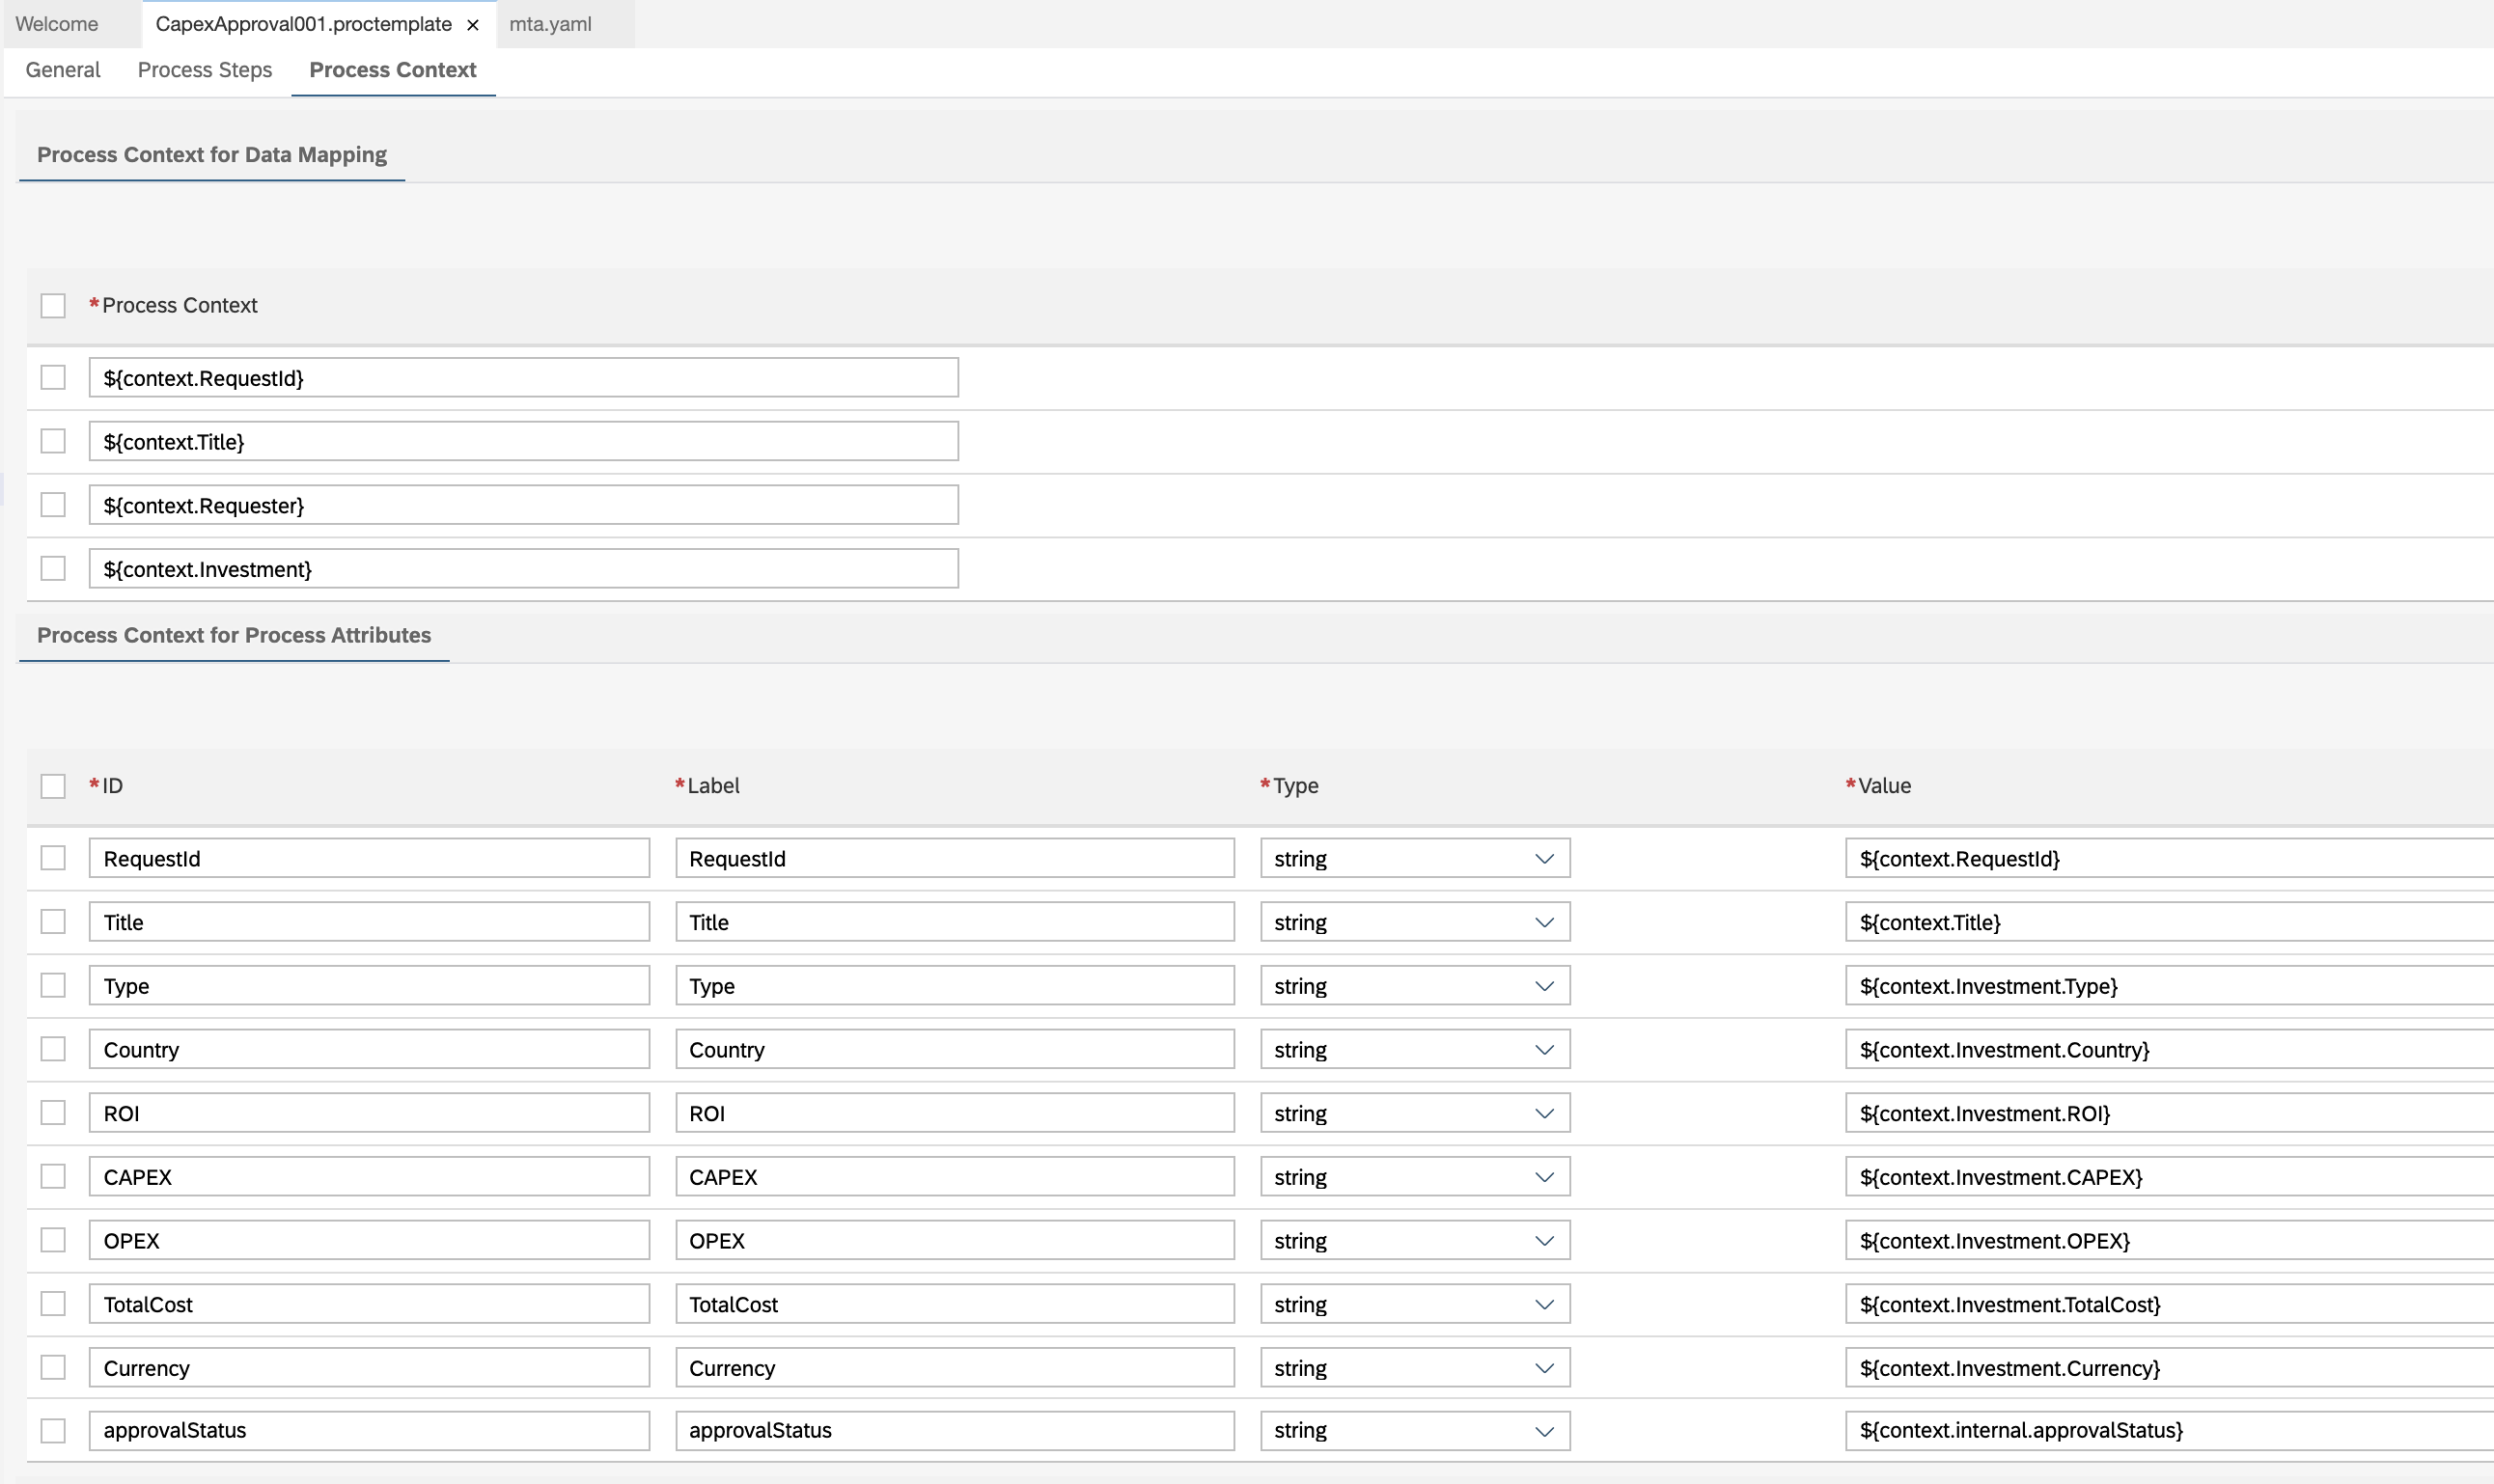 Welcome CapexApproval001.proctemplate × mta.yaml
General Process Steps Process Context
Process Context for Data Mapping
*Process Context
${context.RequestId}
${context.Title}
${context.Requester}
${context.Investment}
Process Context for Process Attributes
*ID *Label *Type *Value
RequestId RequestId string ${context.RequestId}
Title Title string ${context.Title}
Type Type string ${context.Investment.Type}
Country Country string ${context.Investment.Country}
ROI ROI string ${context.Investment.ROI}
CAPEX CAPEX string ${context.Investment.CAPEX}
OPEX OPEX string ${context.Investment.OPEX}
TotalCost TotalCost string ${context.Investment.TotalCost}
Currency Currency string ${context.Investment.Currency}
approvalStatus approvalStatus string ${context.internal.approvalStatus}